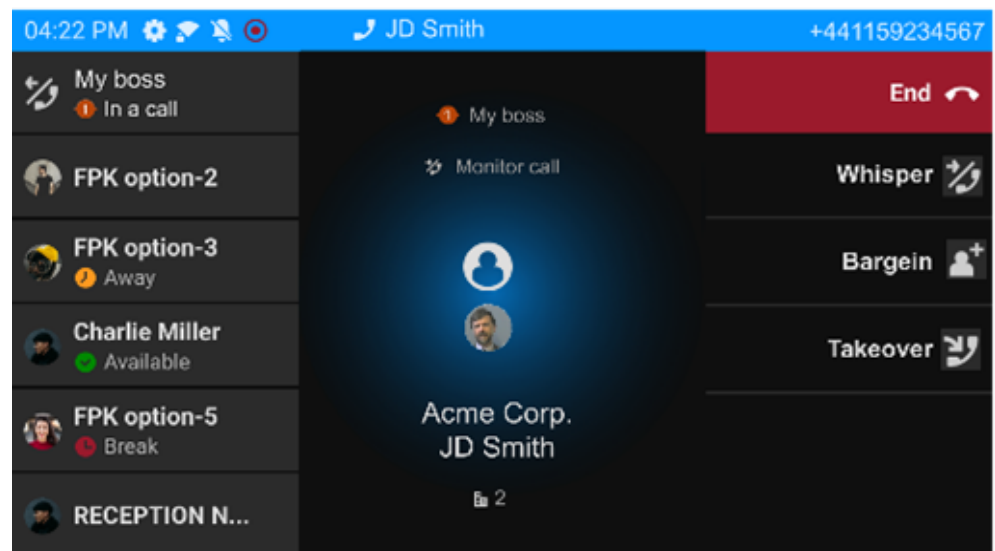 04:22 PM
JD Smith
+441159234567
My boss
In a call
FPK option-2
FPK option-3
Away
Charlie Miller
Available
FPK option-5
Break
RECEPTION N...
My boss
Monitor call
Acme Corp.
JD Smith
2
End
Whisper
Bargein
Takeover